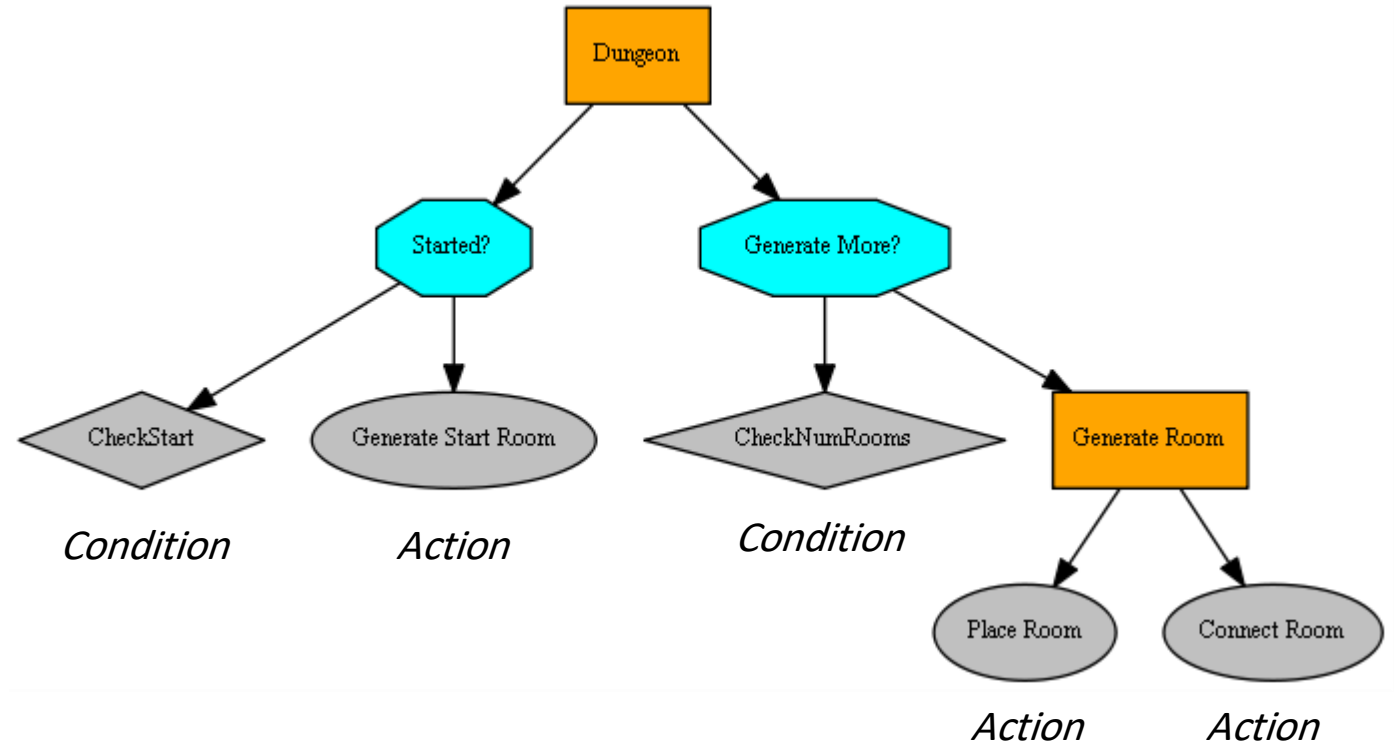 Dungeon
Started?
Generate More?
CheckStart
Generate Start Room
CheckNumRooms
Generate Room
Condition
Action
Condition
Place Room
Connect Room
Action
Action